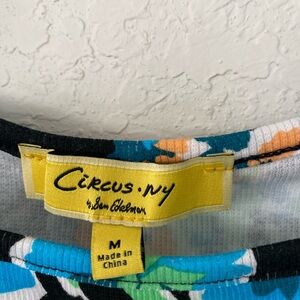 CIRCUS·NY
by Sam Edelman
M
Made in
China